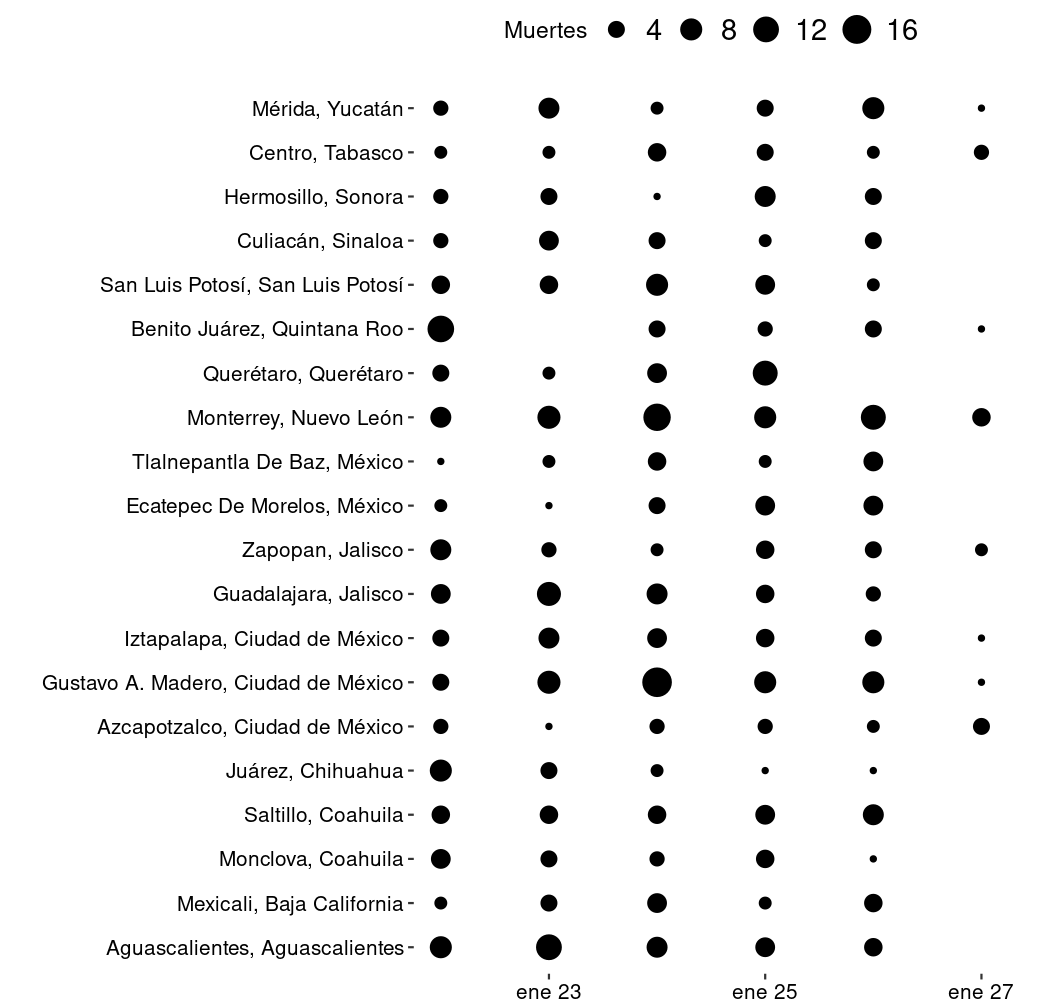 Muertes 4 8 12 16
Mérida, Yucatán
Centro, Tabasco
Hermosillo, Sonora
Culiacán, Sinaloa
San Luis Potosí, San Luis Potosí
Benito Juárez, Quintana Roo
Querétaro, Querétaro
Monterrey, Nuevo León
Tlalnepantla De Baz, México
Ecatepec De Morelos, México
Zapopan, Jalisco
Guadalajara, Jalisco
Iztapalapa, Ciudad de México
Gustavo A. Madero, Ciudad de México
Azcapotzalco, Ciudad de México
Juárez, Chihuahua
Saltillo, Coahuila
Monclova, Coahuila
Mexicali, Baja California
Aguascalientes, Aguascalientes
ene 23 ene 25 ene 27